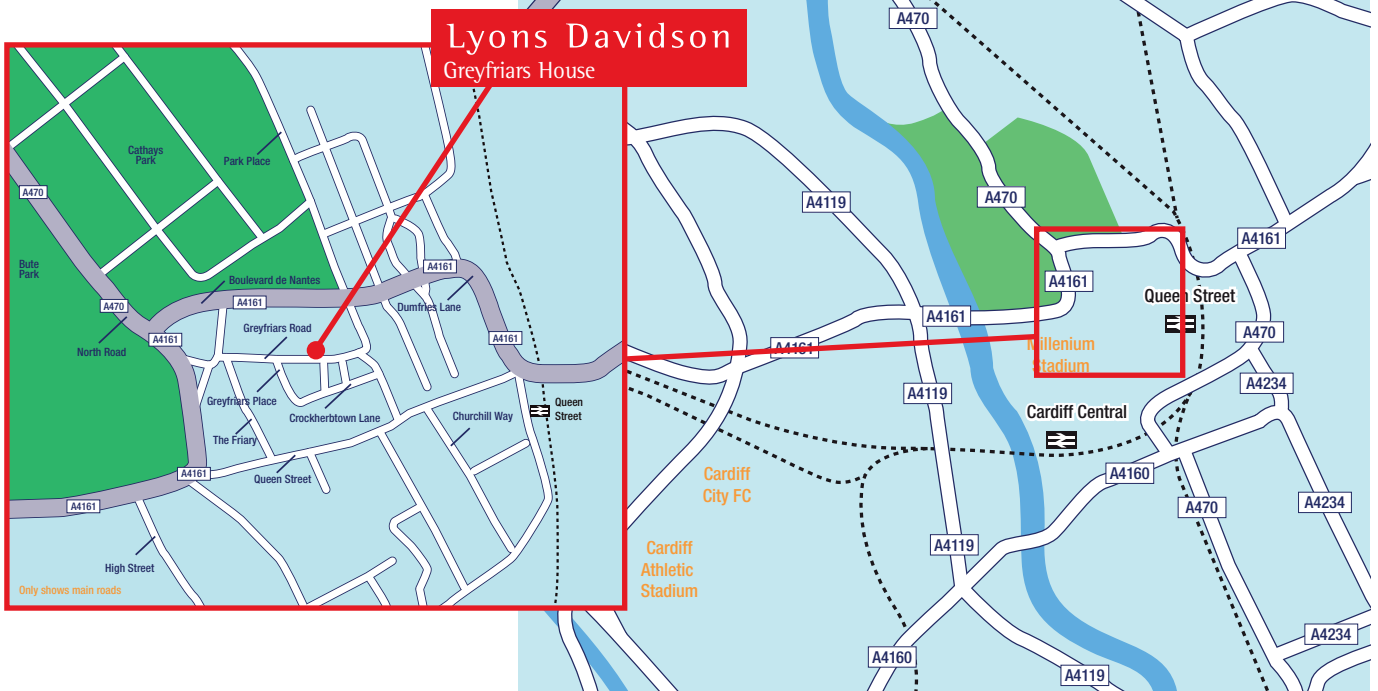 Lyons Davidson
Greyfriars House
Cathays
Park
Park Place
A470
Bute
Park
Boulevard de Nantes
A4161
A4161
Dumfries Lane
A470
North Road
A4161
Greyfriars Road
A4161
Greyfriars Place
Crockherbtown Lane
The Friary
Churchill Way
Queen
Street
Queen Street
A4161
A4161
High Street
Only shows main roads
A470
A4119
A470
A4161
A4161
Queen Street
A4161
A4161
Millenium
Stadium
A470
A4234
A4119
Cardiff Central
Cardiff
City FC
A4160
A470
A4234
A4119
Cardiff
Athletic
Stadium
A4234
A4160
A4119